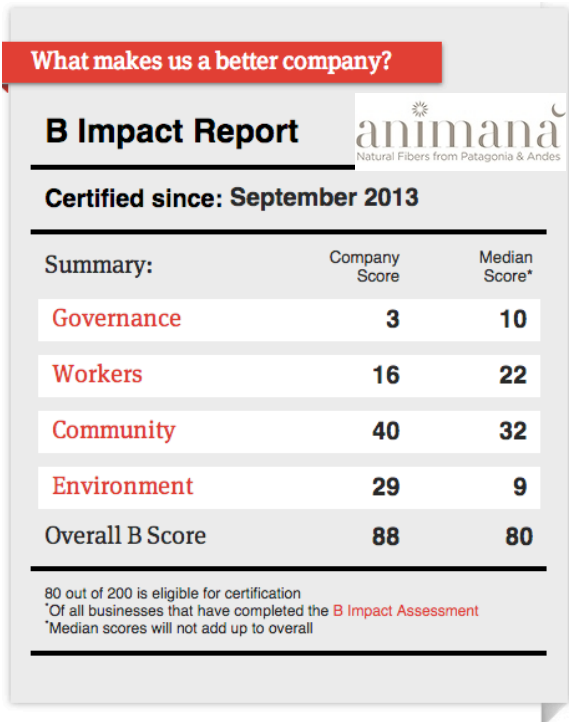 What makes us a better company?
B Impact Report
animaná
Natural Fibers from Patagonia & Andes
Certified since: September 2013
Summary:
Company Score
Median Score*
Governance 3 10
Workers 16 22
Community 40 32
Environment 29 9
Overall B Score 88 80
80 out of 200 is eligible for certification
*Of all businesses that have completed the B Impact Assessment
*Median scores will not add up to overall